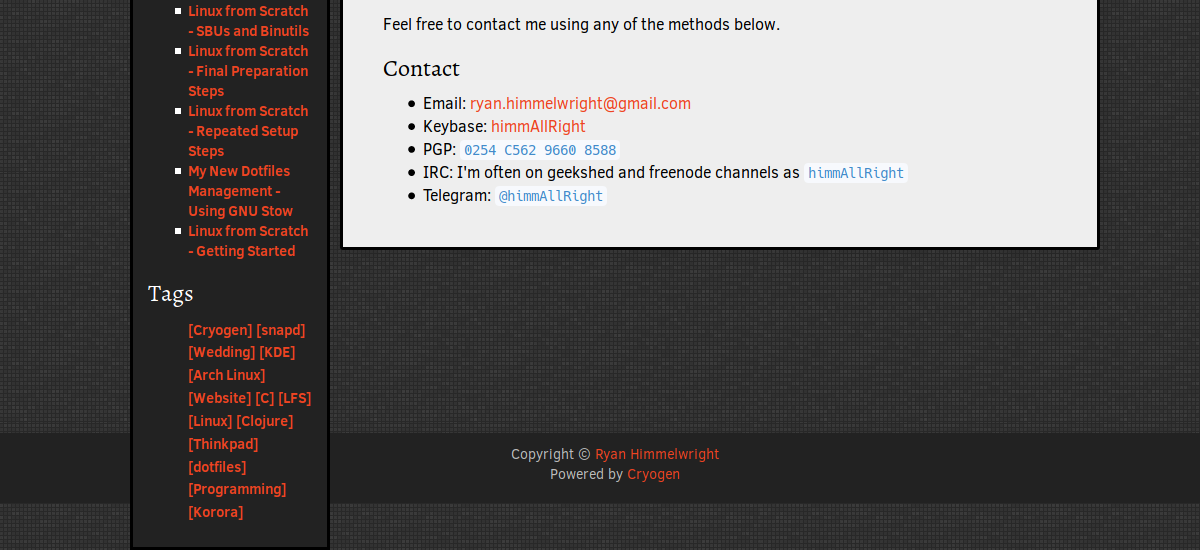 Linux from Scratch
- SBUs and Binutils
Linux from Scratch
- Final Preparation
Steps
Linux from Scratch
- Repeated Setup
Steps
My New Dotfiles
Management -
Using GNU Stow
Linux from Scratch
- Getting Started
Tags
[Cryogen] [snapd]
[Wedding] [KDE]
[Arch Linux]
[Website] [C] [LFS]
[Linux] [Clojure]
[Thinkpad]
[dotfiles]
[Programming]
[Korora]
Feel free to contact me using any of the methods below.
Contact
Email: ryan.himmelwright@gmail.com
Keybase: himmAllRight
PGP: 0254 C562 9660 8588
IRC: I'm often on geekshed and freenode channels as himmAllRight
Telegram: @himmAllRight
Copyright © Ryan Himmelwright
Powered by Cryogen